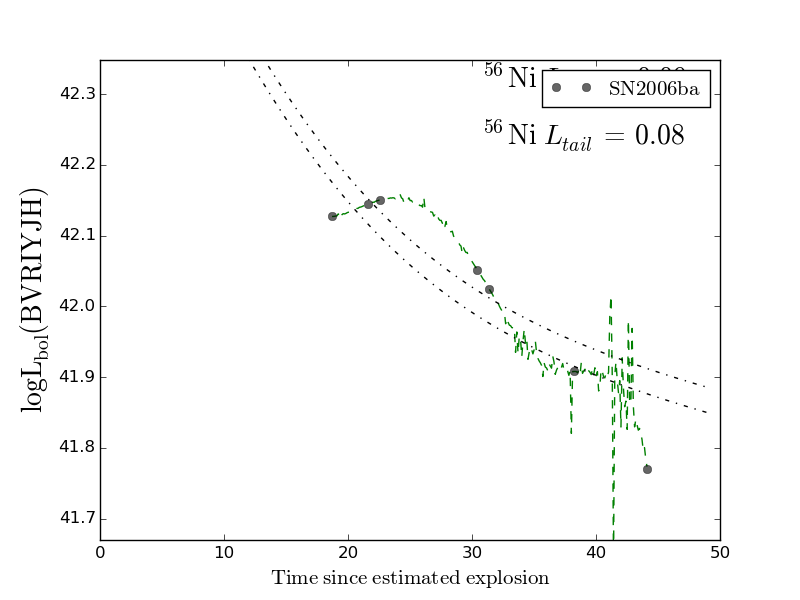 ⁵⁶Ni L
SN2006ba
⁵⁶Ni L_tail = 0.08
42.3
42.2
42.1
42.0
41.9
41.8
41.7
logL_bol(BVRIYJH)
0 10 20 30 40 50
Time since estimated explosion